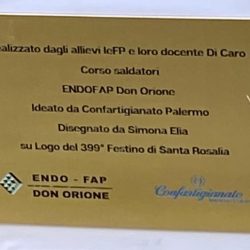 ealizzato dagli allievi IeFP e loro docente Di Caro
Corso saldatori
ENDOFAP Don Orione
Ideato da Confartigianato Palermo
Disegnato da Simona Elia
su Logo del 399° Festino di Santa Rosalia
ENDO - FAP
DON ORIONE
Confartigianato